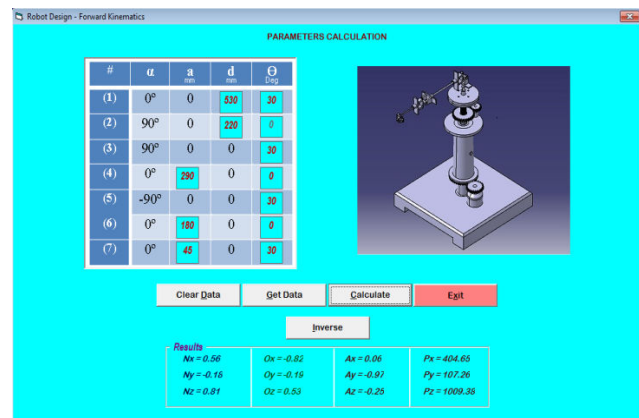 Robot Design - Forward Kinematics
PARAMETERS CALCULATION
# α a mm d mm Θ Deg
(1) 0° 0 530 30
(2) 90° 0 220 0
(3) 90° 0 0 30
(4) 0° 290 0 0
(5) -90° 0 0 30
(6) 0° 180 0 0
(7) 0° 45 0 30
Clear Data Get Data Calculate Exit
Inverse
Results
Nx = 0.56 Ox = -0.82 Ax = 0.06 Px = 404.65
Ny = -0.18 Oy = -0.19 Ay = -0.97 Py = 107.26
Nz = 0.81 Oz = 0.53 Az = -0.25 Pz = 1009.38